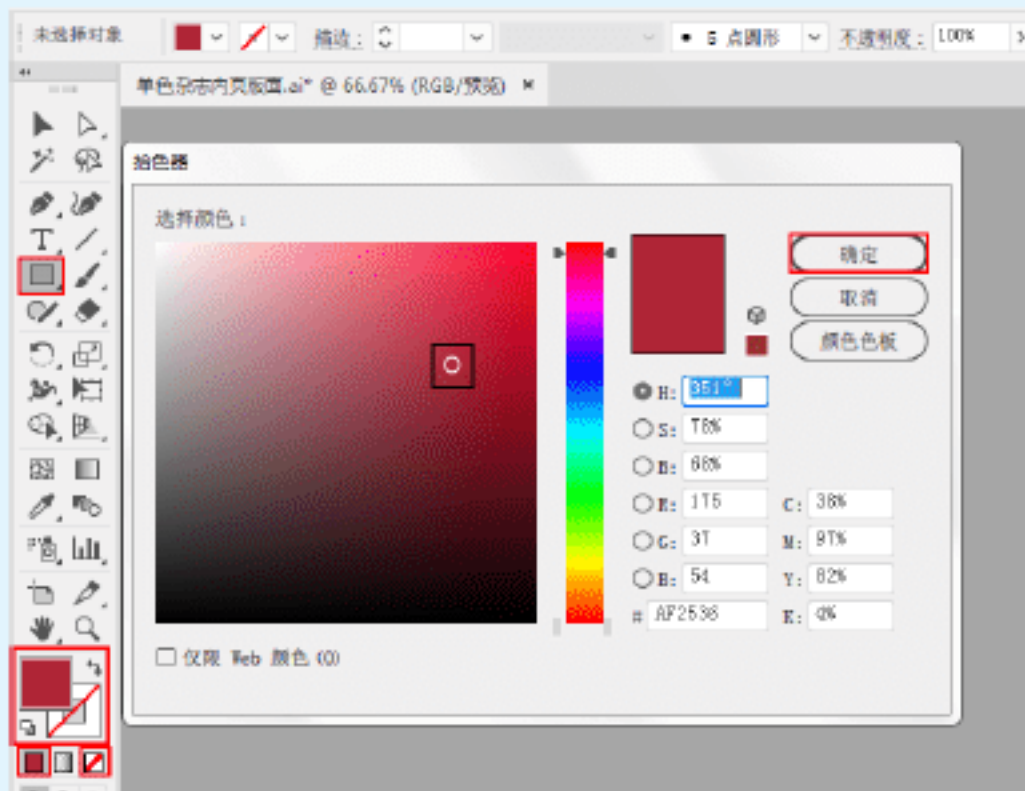 未选择对象 描边: 5 点圆形 不透明度: 100%
单色杂志内页版面.ai* @ 66.67% (RGB/预览) ×
拾色器
选择颜色:
确定
取消
颜色色板
H: 351°
S: 78%
B: 68%
R: 175 C: 38%
G: 37 M: 97%
B: 54 Y: 82%
# AF2536 K: 0%
仅限 Web 颜色(O)